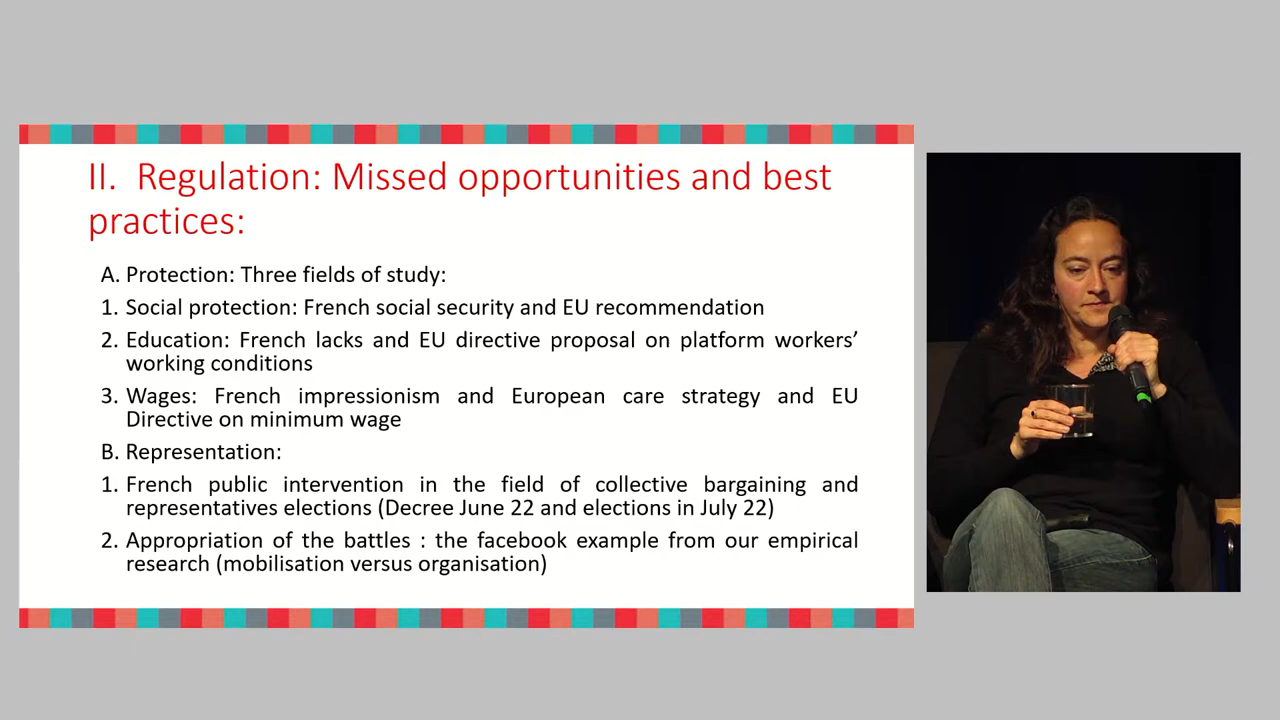 II. Regulation: Missed opportunities and best
practices:
A. Protection: Three fields of study:
1. Social protection: French social security and EU recommendation
2. Education: French lacks and EU directive proposal on platform workers’
working conditions
3. Wages: French impressionism and European care strategy and EU
Directive on minimum wage
B. Representation:
1. French public intervention in the field of collective bargaining and
representatives elections (Decree June 22 and elections in July 22)
2. Appropriation of the battles : the facebook example from our empirical
research (mobilisation versus organisation)